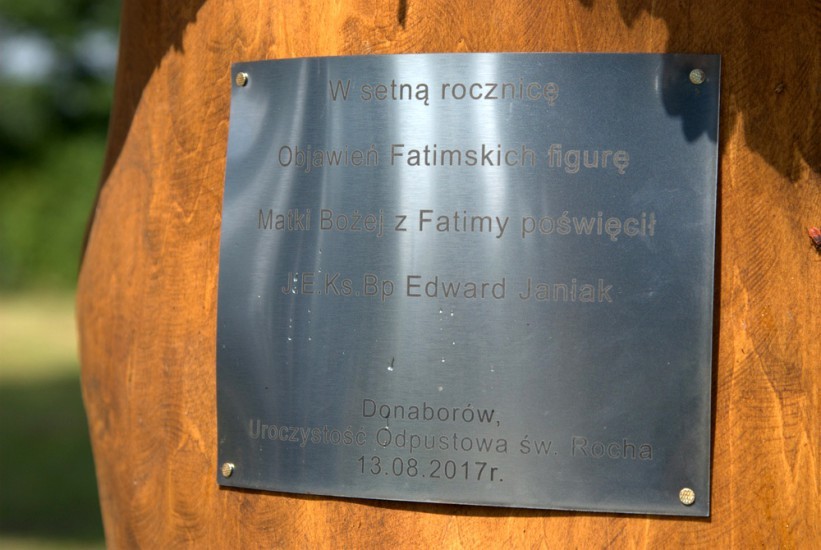 W setną rocznicę
Objawień Fatimskich figurę
Matki Bożej z Fatimy poświęcił
J.E.Ks.Bp Edward Janiak
Donaborów,
Uroczystość Odpustowa św. Rocha
13.08.2017r.